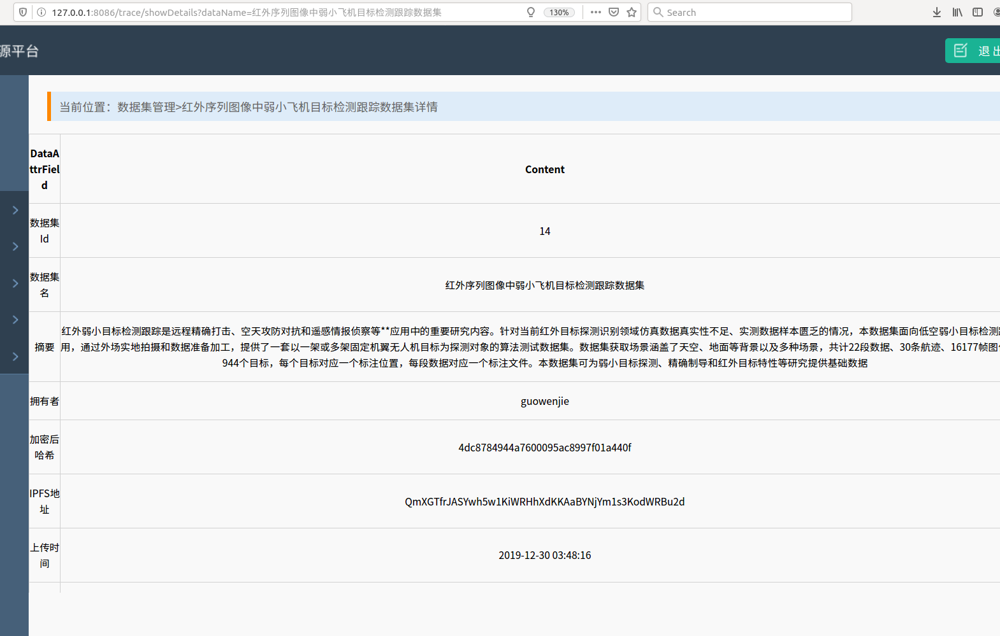 127.0.0.1:8086/trace/showDetails?dataName=红外序列图像中弱小飞机目标检测跟踪数据集
130%
Search
源平台
退出
当前位置：数据集管理>红外序列图像中弱小飞机目标检测跟踪数据集详情
DataA
ttrFiel
d
Content
数据集
Id
14
数据集
名
红外序列图像中弱小飞机目标检测跟踪数据集
摘要
红外弱小目标检测跟踪是远程精确打击、空天攻防对抗和遥感情报侦察等**应用中的重要研究内容。针对当前红外目标探测识别领域仿真数据真实性不足、实测数据样本匮乏的情况，本数据集面向低空弱小目标检测
用，通过外场实地拍摄和数据准备加工，提供了一套以一架或多架固定机翼无人机目标为探测对象的算法测试数据集。数据集获取场景涵盖了天空、地面等背景以及多种场景，共计22段数据、30条航迹、16177帧图
944个目标，每个目标对应一个标注位置，每段数据对应一个标注文件。本数据集可为弱小目标探测、精确制导和红外目标特性等研究提供基础数据
拥有者
guowenjie
加密后
哈希
4dc8784944a7600095ac8997f01a440f
IPFS地
址
QmXGTfrJASYwh5w1KiWRHhXdKKAaBYNjYm1s3KodWRBu2d
上传时
间
2019-12-30 03:48:16